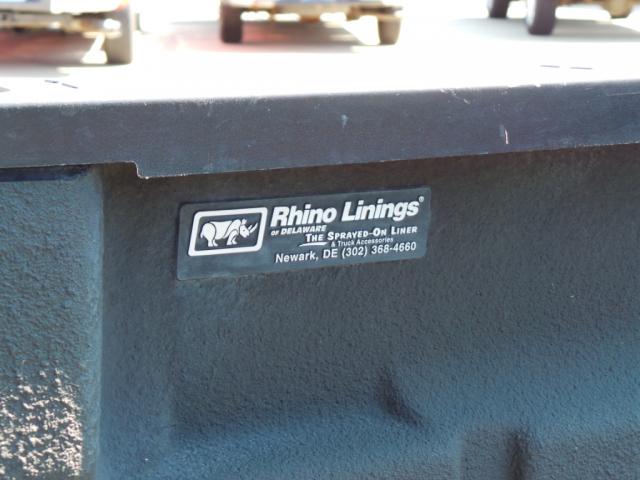 Rhino Linings®
OF DELAWARE
THE SPRAYED-ON LINER
& Truck Accessories
Newark, DE (302) 368-4660